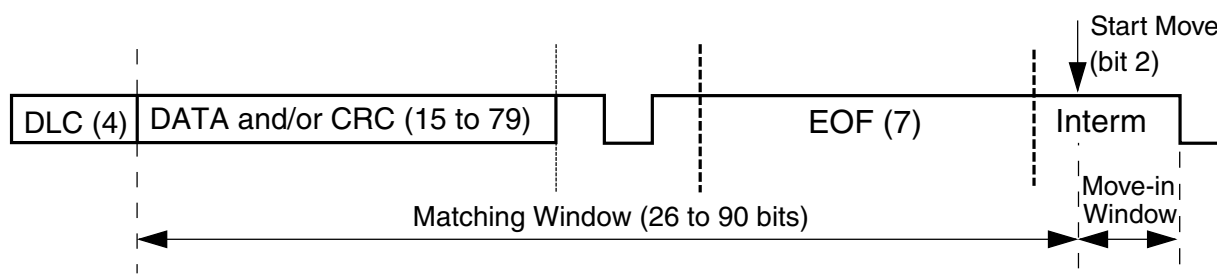 Start Move
(bit 2)
DLC (4)
DATA and/or CRC (15 to 79)
EOF (7)
Interm
Matching Window (26 to 90 bits)
Move-in
Window